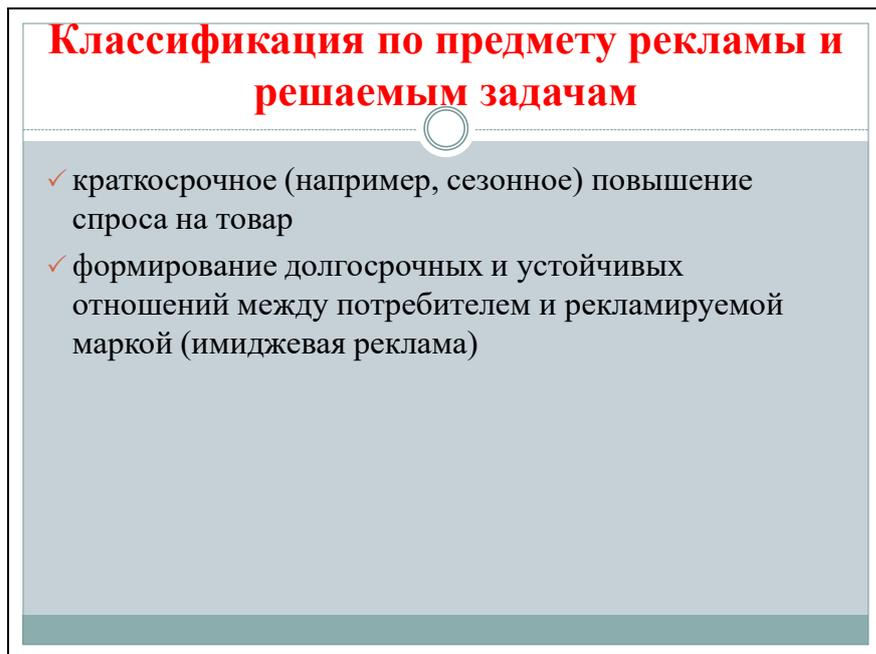 Классификация по предмету рекламы и
решаемым задачам
краткосрочное (например, сезонное) повышение
спроса на товар
формирование долгосрочных и устойчивых
отношений между потребителем и рекламируемой
маркой (имиджевая реклама)